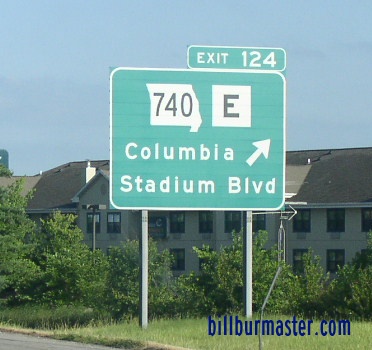 EXIT 124
740 E
Columbia
Stadium Blvd
billburmaster.com